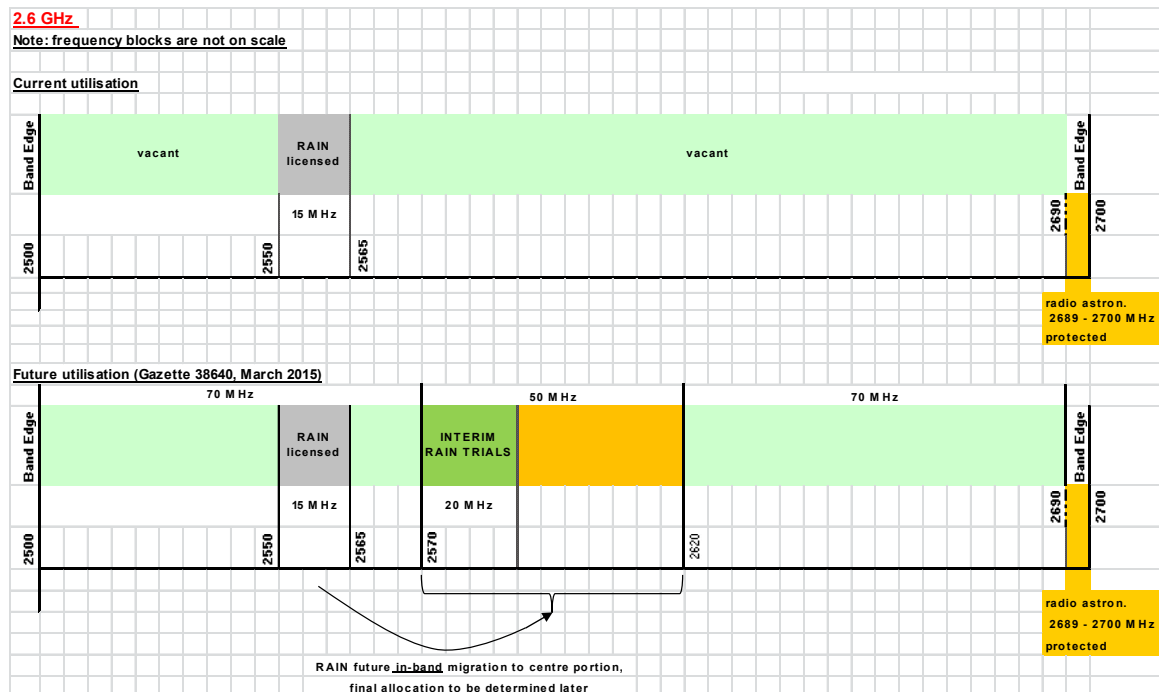 2.6 GHz
Note: frequency blocks are not on scale
Current utilisation
Band Edge
vacant
RAIN
licensed
vacant
Band Edge
15 MHz
2500
2550
2565
2690
2700
radio astron.
2689 - 2700 MHz
protected
Future utilisation (Gazette 38640, March 2015)
70 MHz
50 MHz
70 MHz
Band Edge
RAIN
licensed
INTERIM
RAIN TRIALS
Band Edge
15 MHz
20 MHz
2500
2550
2565
2570
2620
2690
2700
radio astron.
2689 - 2700 MHz
protected
RAIN future in-band migration to centre portion,
final allocation to be determined later